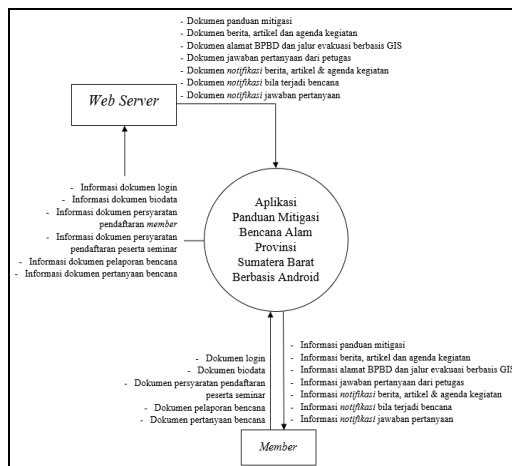 - Dokumen panduan mitigasi
- Dokumen berita, artikel dan agenda kegiatan
- Dokumen alamat BPBD dan jalur evakuasi berbasis GIS
- Dokumen jawaban pertanyaan dari petugas
- Dokumen notifikasi berita, artikel & agenda kegiatan
- Dokumen notifikasi bila terjadi bencana
- Dokumen notifikasi jawaban pertanyaan
Web Server
- Informasi dokumen login
- Informasi dokumen biodata
- Informasi dokumen persyaratan
pendaftaran member
- Informasi dokumen persyaratan
pendaftaran peserta seminar
- Informasi dokumen pelaporan bencana
- Informasi dokumen pertanyaan bencana
Aplikasi
Panduan Mitigasi
Bencana Alam
Provinsi
Sumatera Barat
Berbasis Android
- Dokumen login
- Dokumen biodata
- Dokumen persyaratan pendaftaran
peserta seminar
- Dokumen pelaporan bencana
- Dokumen pertanyaan bencana
- Informasi panduan mitigasi
- Informasi berita, artikel dan agenda kegiatan
- Informasi alamat BPBD dan jalur evakuasi berbasis GIS
- Informasi jawaban pertanyaan dari petugas
- Informasi notifikasi berita, artikel & agenda kegiatan
- Informasi notifikasi bila terjadi bencana
- Informasi notifikasi jawaban pertanyaan
Member